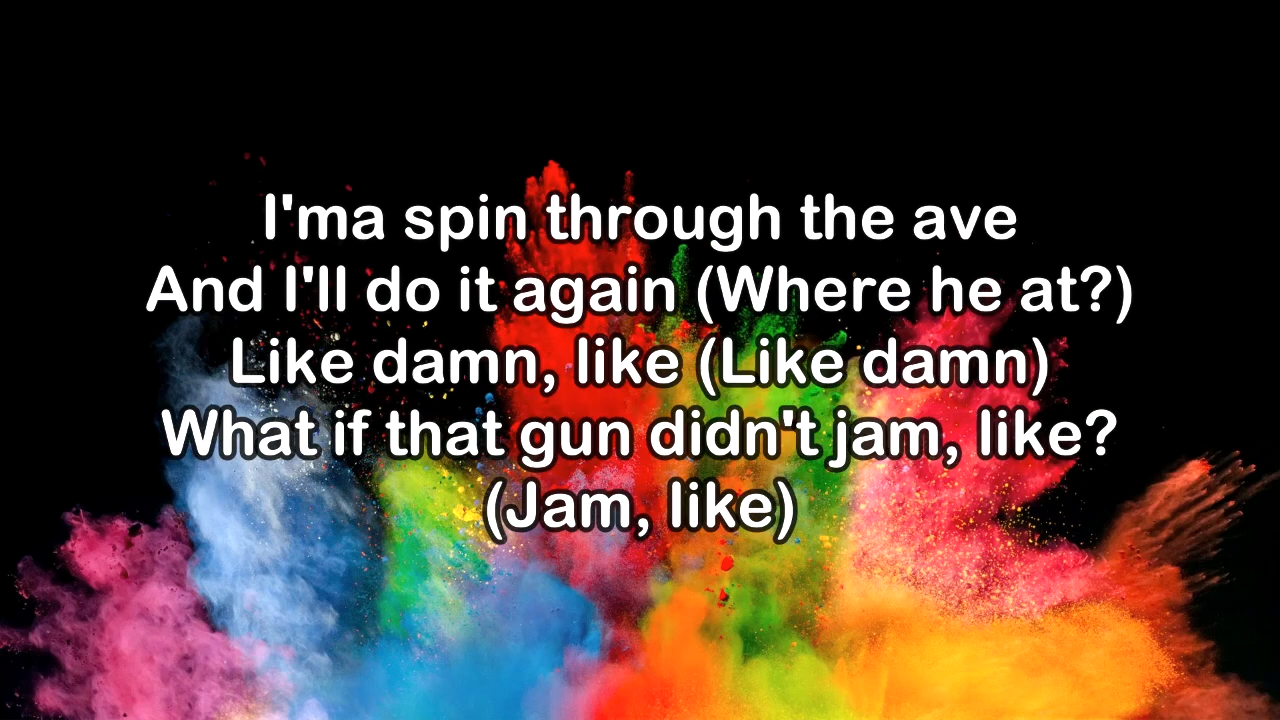 I'ma spin through the ave
And I'll do it again (Where he at?)
Like damn, like (Like damn)
What if that gun didn't jam, like?
(Jam, like)